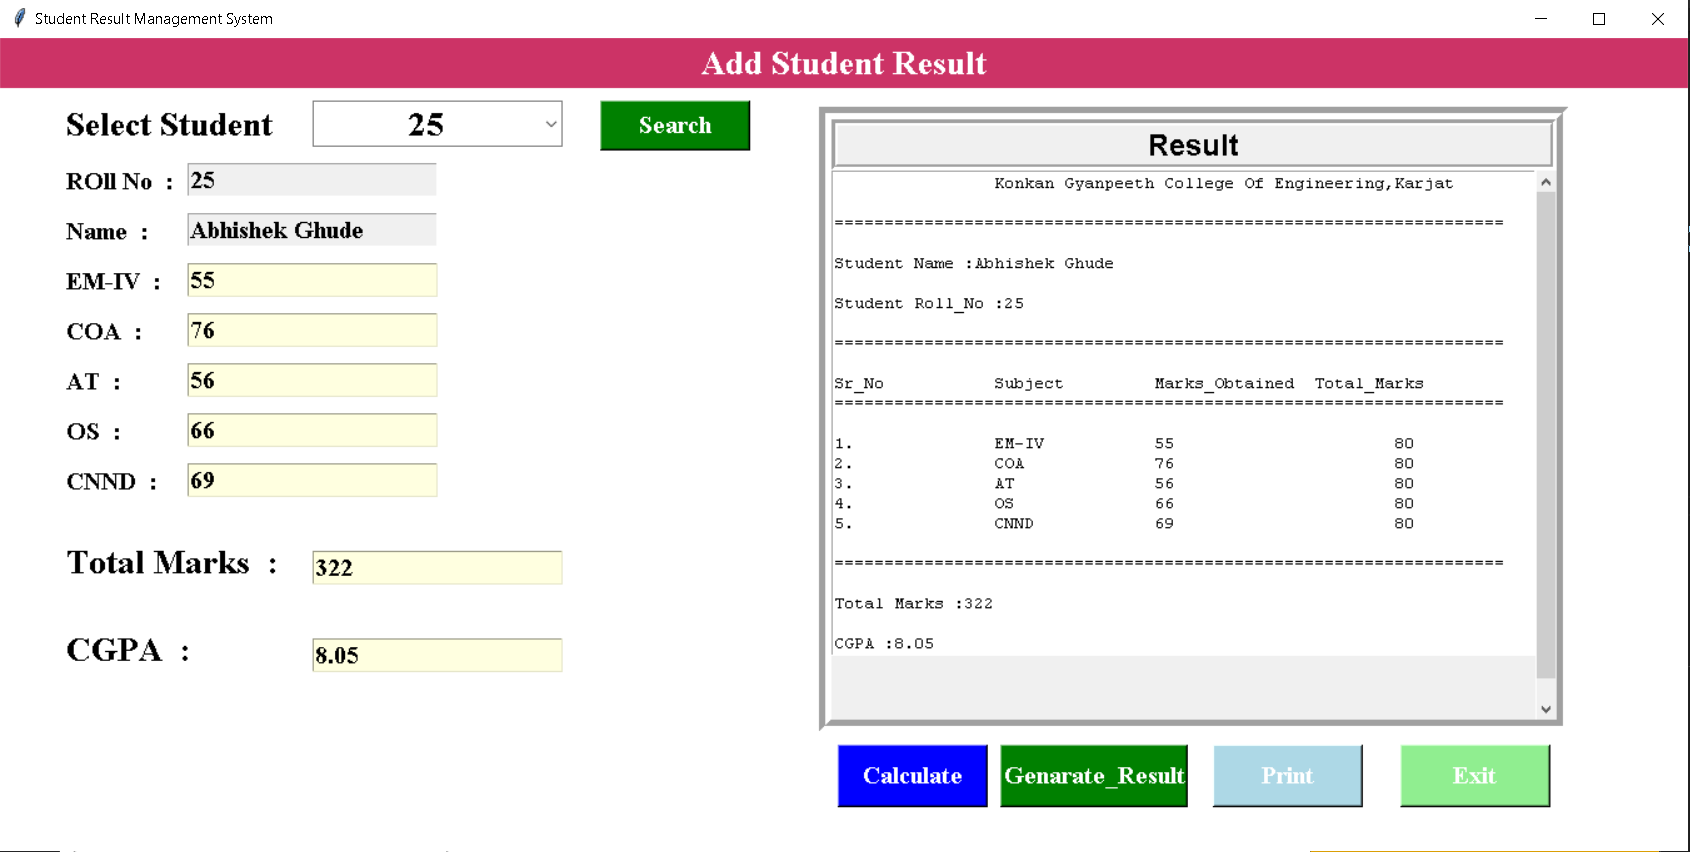 Student Result Management System
Add Student Result
Select Student 25 Search
ROll No : 25
Name : Abhishek Ghude
EM-IV : 55
COA : 76
AT : 56
OS : 66
CNND : 69
Total Marks : 322
CGPA : 8.05
Result
Konkan Gyanpeeth College Of Engineering,Karjat
===================================================================
Student Name :Abhishek Ghude
Student Roll_No :25
===================================================================
Sr_No Subject Marks_Obtained Total_Marks
===================================================================
1. EM-IV 55 80
2. COA 76 80
3. AT 56 80
4. OS 66 80
5. CNND 69 80
===================================================================
Total Marks :322
CGPA :8.05
Calculate Genarate_Result Print Exit